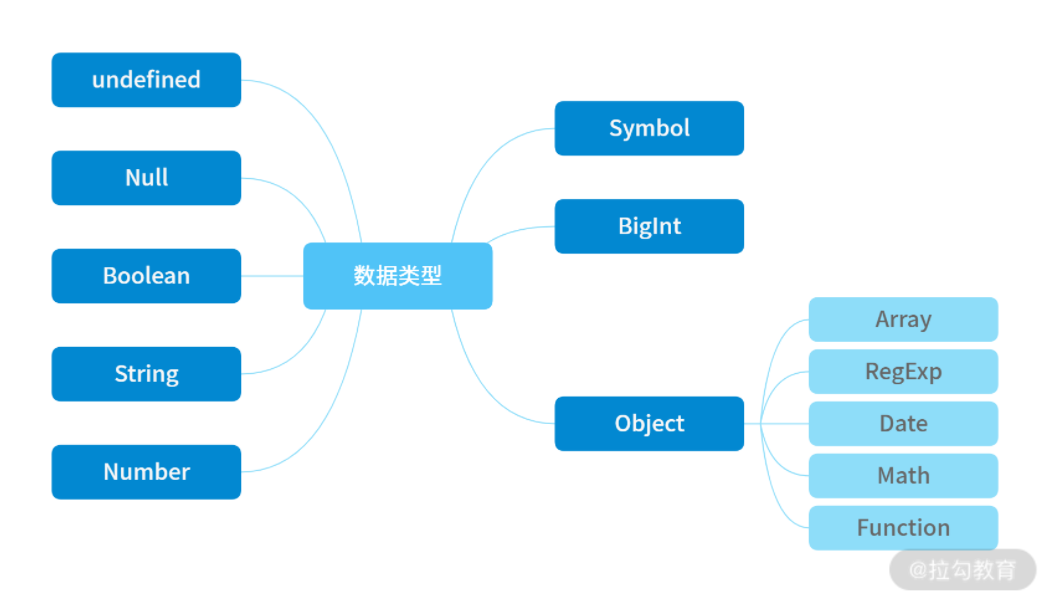 undefined
Null
Boolean
String
Number
数据类型
Symbol
BigInt
Object
Array
RegExp
Date
Math
Function
@拉勾教育